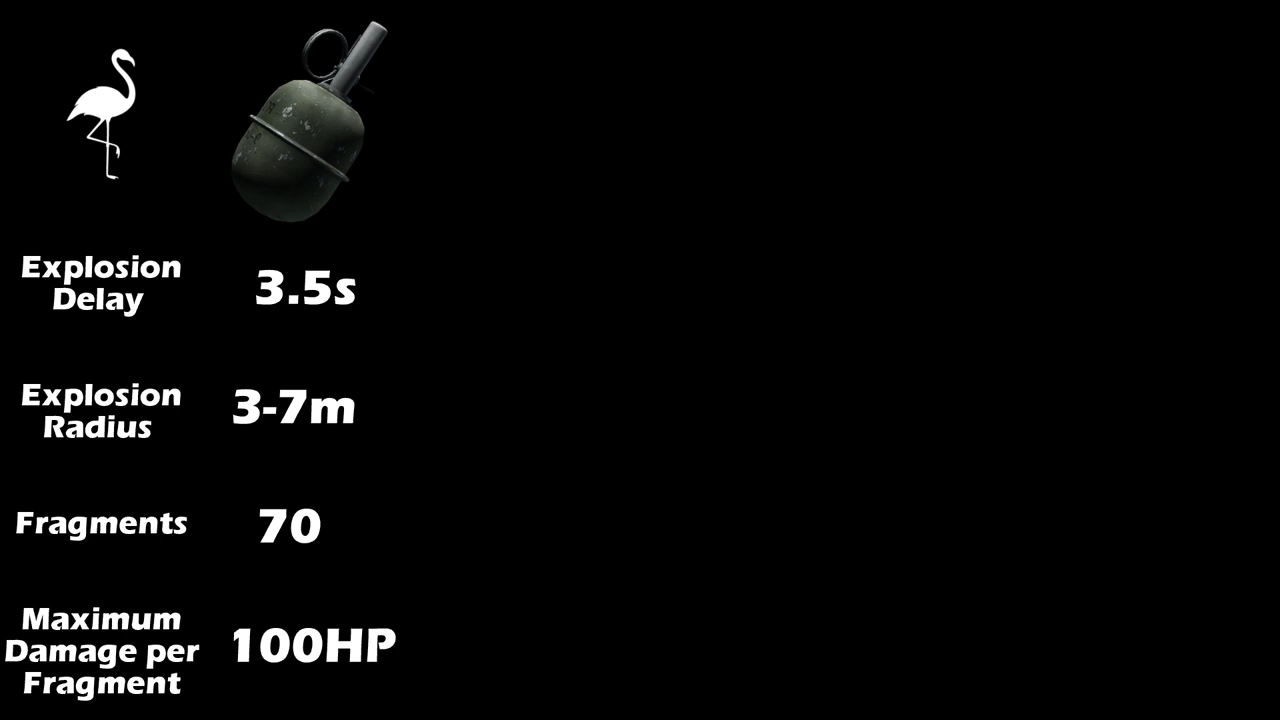 Explosion
Delay
3.5s
Explosion
Radius
3-7m
Fragments
70
Maximum
Damage per
Fragment
100HP